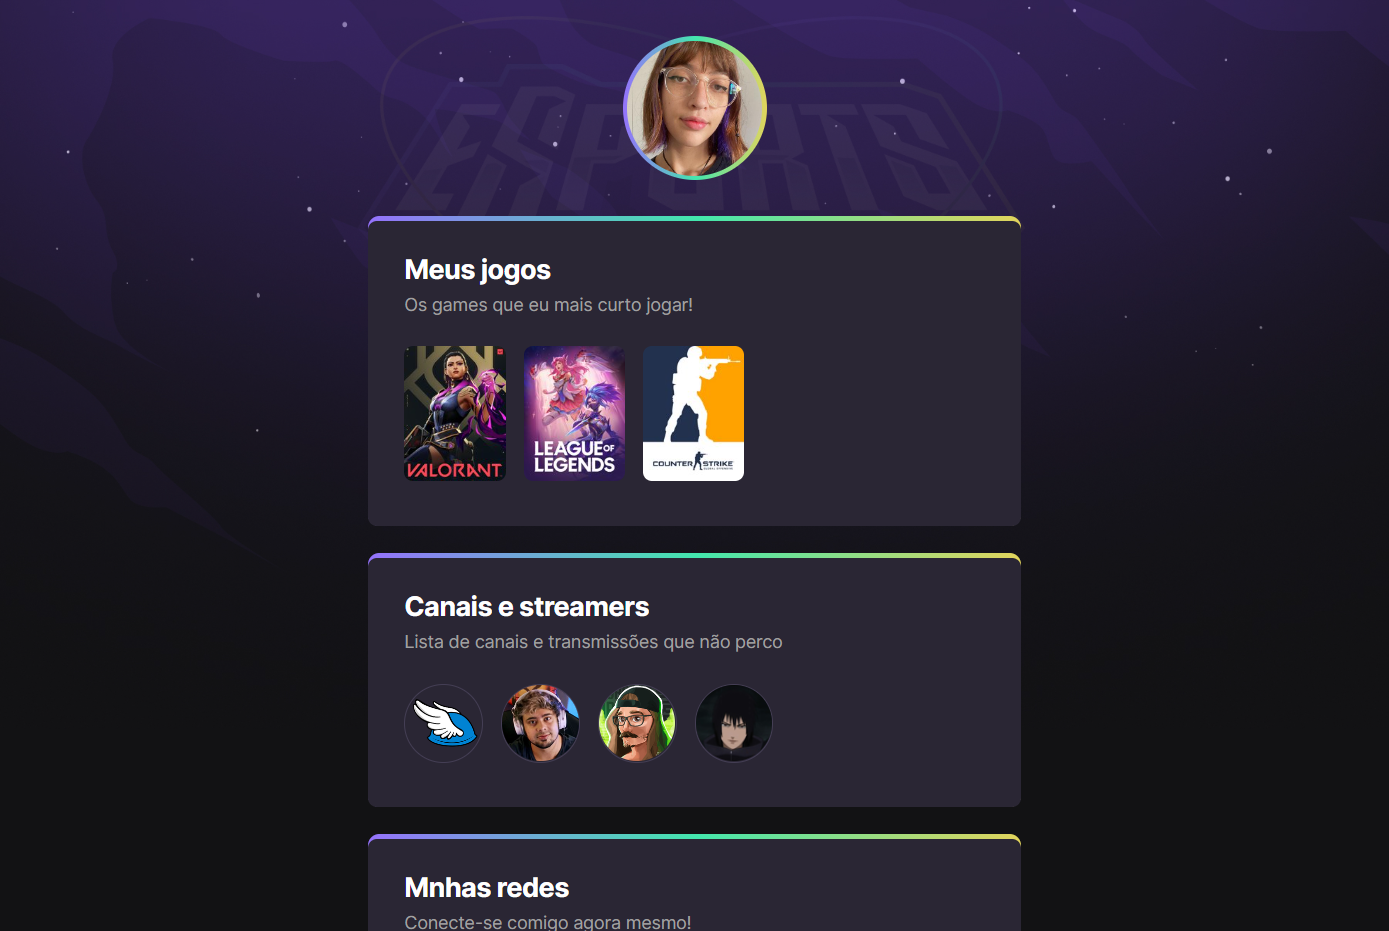 ESPORTS
Meus jogos
Os games que eu mais curto jogar!
VALORANT
LEAGUE OF
LEGENDS
COUNTER STRIKE
Canais e streamers
Lista de canais e transmissões que não perco
Mnhas redes
Conecte-se comigo agora mesmo!